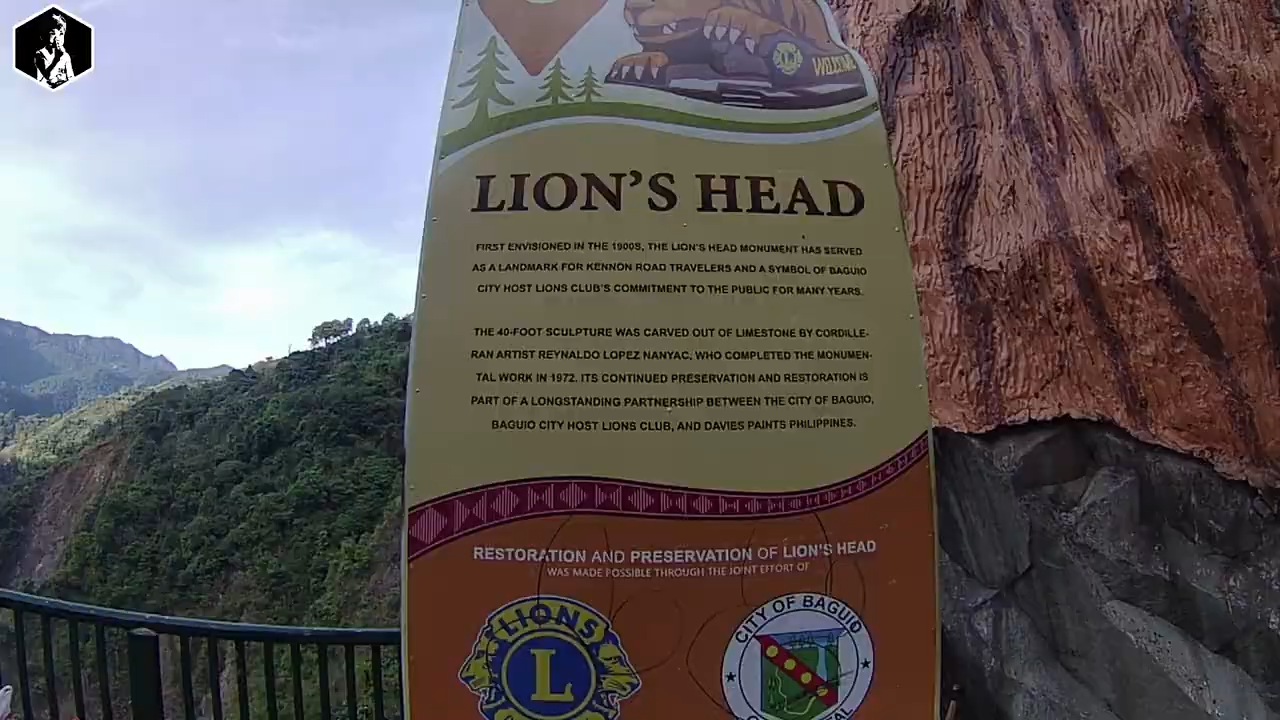 WELCOME
LION'S HEAD
FIRST ENVISIONED IN THE 1900S, THE LION'S HEAD MONUMENT HAS SERVED
AS A LANDMARK FOR KENNON ROAD TRAVELERS AND A SYMBOL OF BAGUIO
CITY HOST LIONS CLUB'S COMMITMENT TO THE PUBLIC FOR MANY YEARS.
THE 40-FOOT SCULPTURE WAS CARVED OUT OF LIMESTONE BY CORDILLE-
RAN ARTIST REYNALDO LOPEZ NANYAC, WHO COMPLETED THE MONUMEN-
TAL WORK IN 1972. ITS CONTINUED PRESERVATION AND RESTORATION IS
PART OF A LONGSTANDING PARTNERSHIP BETWEEN THE CITY OF BAGUIO,
BAGUIO CITY HOST LIONS CLUB, AND DAVIES PAINTS PHILIPPINES.
RESTORATION AND PRESERVATION OF LION'S HEAD
WAS MADE POSSIBLE THROUGH THE JOINT EFFORT OF
LIONS
L
CITY OF BAGUIO